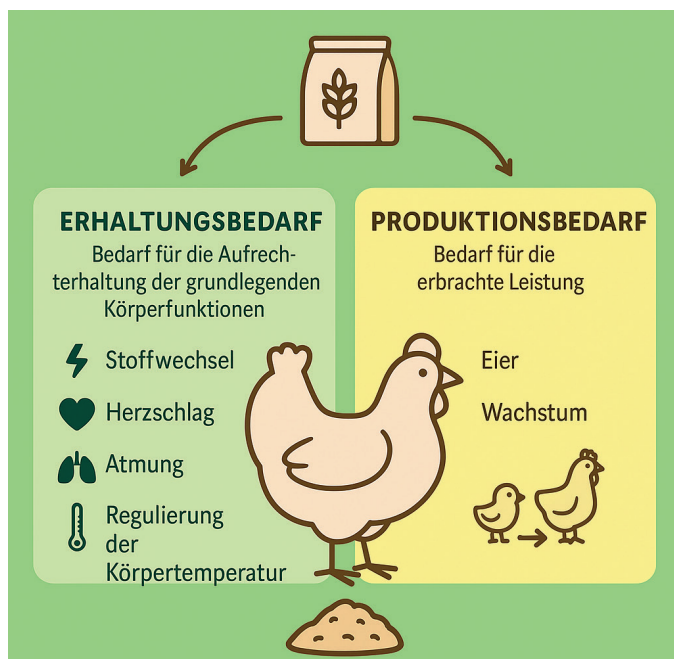 ERHALTUNGSBEDARF
Bedarf für die Aufrech-
terhaltung der grundlegenden
Körperfunktionen
Stoffwechsel
Herzschlag
Atmung
Regulierung
der
Körpertemperatur
PRODUKTIONSBEDARF
Bedarf für die
erbrachte Leistung
Eier
Wachstum